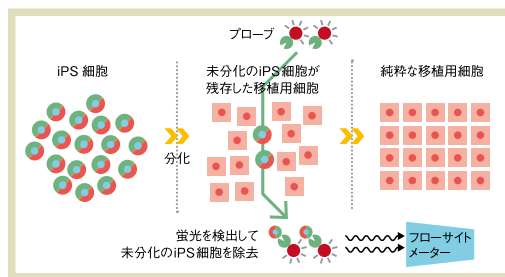 プローブ
iPS 細胞
未分化のiPS細胞が
残存した移植用細胞
純粋な移植用細胞
分化
蛍光を検出して
未分化のiPS細胞を除去
フローサイト
メーター